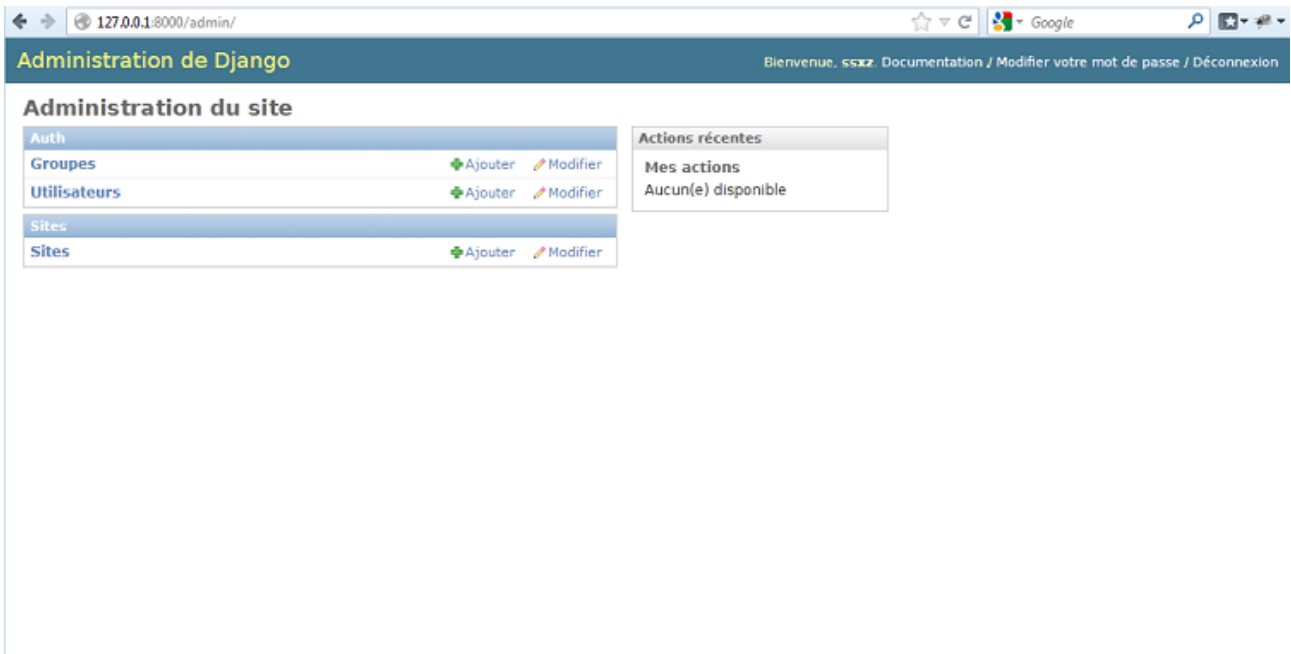 127.0.0.1:8000/admin/
Google
Administration de Django
Bienvenue, ssxz. Documentation / Modifier votre mot de passe / Déconnexion
Administration du site
Auth
Groupes Ajouter Modifier
Utilisateurs Ajouter Modifier
Sites
Sites Ajouter Modifier
Actions récentes
Mes actions
Aucun(e) disponible